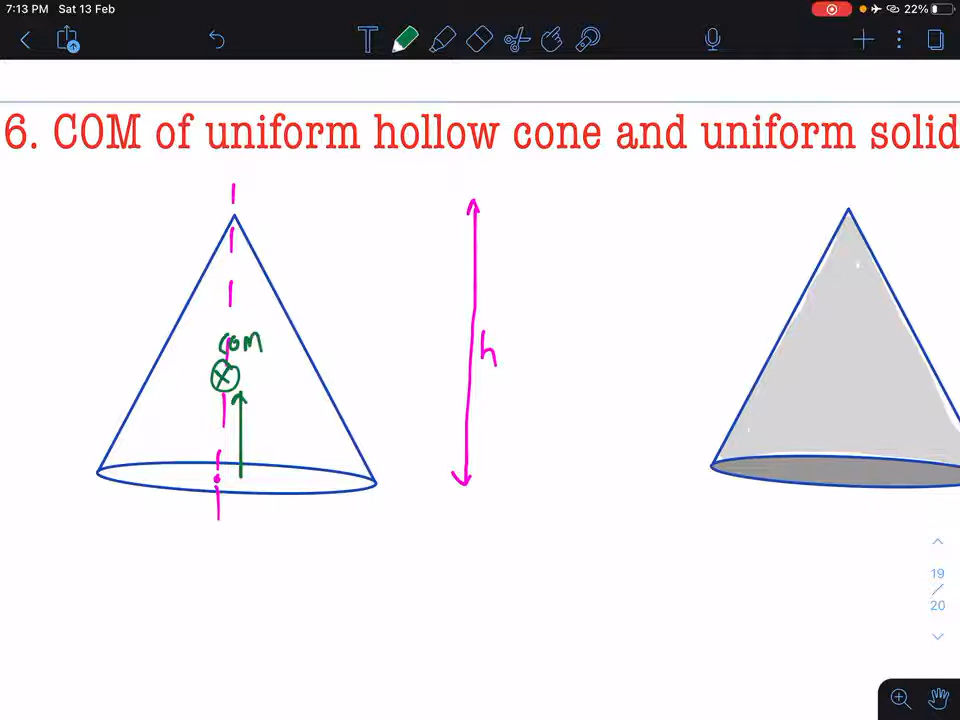 7:13 PM Sat 13 Feb 22%
T
6. COM of uniform hollow cone and uniform solid
com
h
19
/
20